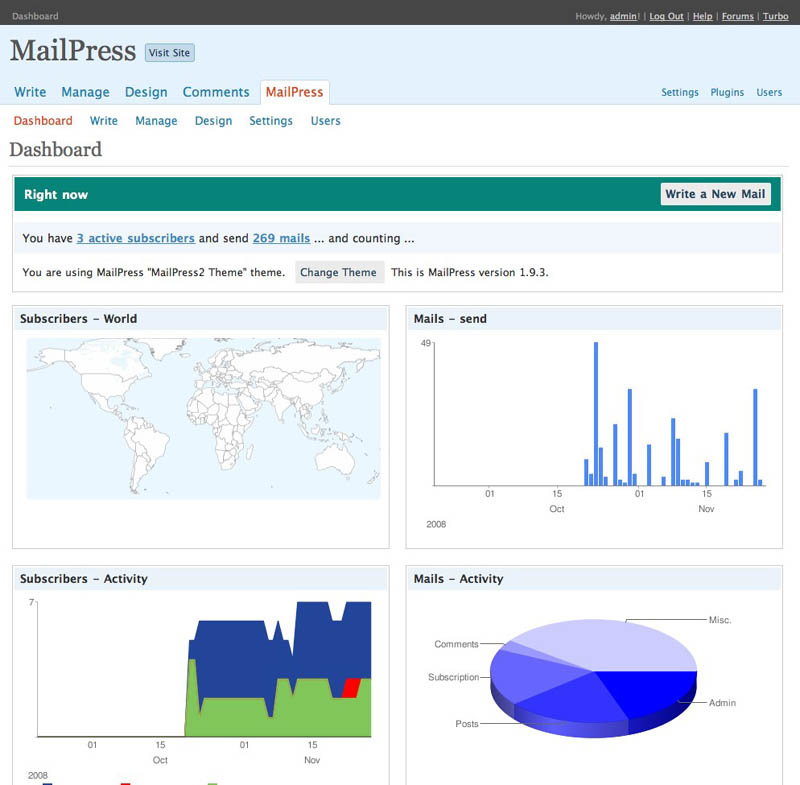 Dashboard
Howdy, admin! | Log Out | Help | Forums | Turbo
MailPress Visit Site
Write Manage Design Comments MailPress
Settings Plugins Users
Dashboard Write Manage Design Settings Users
Dashboard
Right now
Write a New Mail
You have 3 active subscribers and send 269 mails ... and counting ...
You are using MailPress "MailPress2 Theme" theme. Change Theme This is MailPress version 1.9.3.
Subscribers – World
Mails – send
49
01 15 01 15
Oct Nov
2008
Subscribers – Activity
7
01 15 01 15
Oct Nov
2008
Mails – Activity
Misc.
Comments
Subscription
Admin
Posts